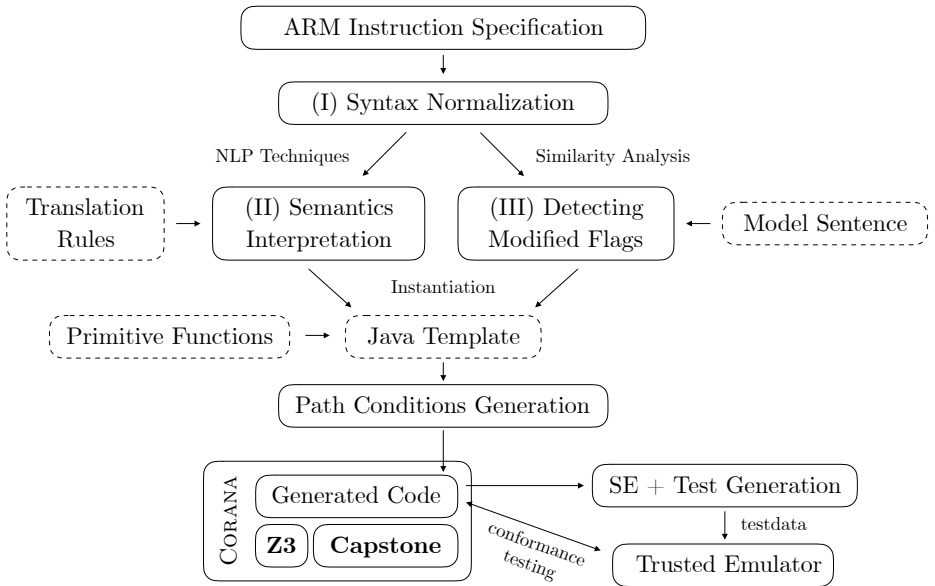 ARM Instruction Specification
(I) Syntax Normalization
NLP Techniques
Similarity Analysis
Translation
Rules
(II) Semantics
Interpretation
(III) Detecting
Modified Flags
Model Sentence
Instantiation
Primitive Functions
Java Template
Path Conditions Generation
CORANA
Generated Code
Z3
Capstone
SE + Test Generation
testdata
conformance
testing
Trusted Emulator